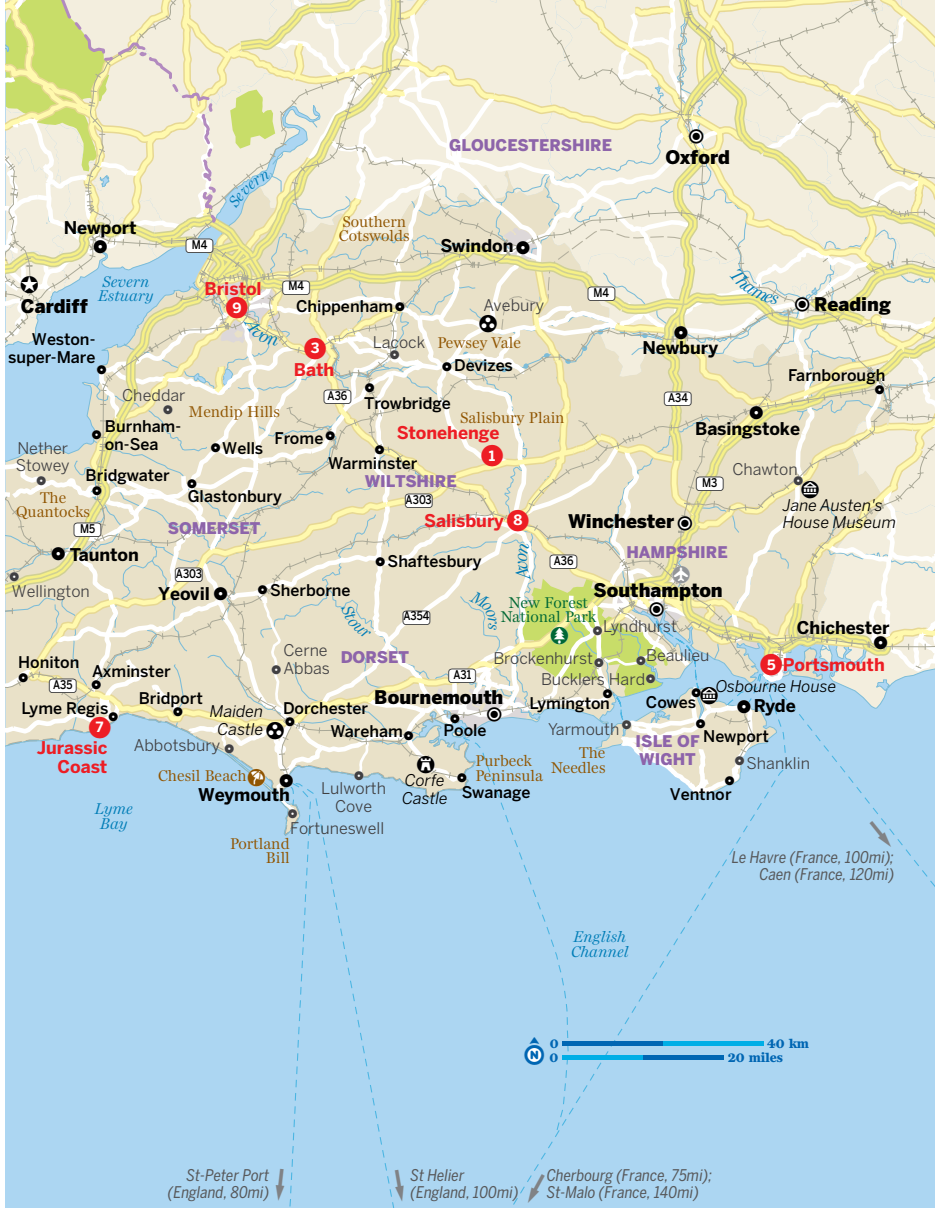 GLOUCESTERSHIRE
Oxford
Severn
Newport
Southern
Cotswolds
Swindon
M4
Severn
Estuary
Bristol
9
M4
M4
Thames
Cardiff
Chippenham
Avebury
Reading
Weston-
super-Mare
Avon
3
Bath
Lacock
Pewsey Vale
Newbury
Devizes
Farnborough
Cheddar
Mendip Hills
A36
Trowbridge
A34
Salisbury Plain
Basingstoke
Burnham-
on-Sea
Wells
Frome
Stonehenge
1
Nether
Stowey
Warminster
Bridgwater
Glastonbury
WILTSHIRE
Chawton
M3
The
Quantocks
A303
Jane Austen's
House Museum
M5
SOMERSET
Salisbury
8
Winchester
Taunton
HAMPSHIRE
Shaftesbury
Avon
A36
Wellington
A303
Yeovil
Sherborne
Southampton
Stour
A354
Moors
New Forest
National Park
Lyndhurst
Chichester
Cerne
Abbas
DORSET
Brockenhurst
Beaulieu
5
Portsmouth
Honiton
Axminster
A35
A31
Bucklers Hard
Osbourne House
Bridport
Bournemouth
Lymington
Cowes
Ryde
Lyme Regis
7
Jurassic
Coast
Maiden
Castle
Dorchester
Wareham
Poole
Yarmouth
Newport
Abbotsbury
ISLE OF
WIGHT
The
Needles
Shanklin
Chesil Beach
Weymouth
Lulworth
Cove
Corfe
Castle
Purbeck
Peninsula
Swanage
Ventnor
Lyme
Bay
Fortuneswell
Portland
Bill
Le Havre (France, 100mi);
Caen (France, 120mi)
English
Channel
N
0 40 km
0 20 miles
St-Peter Port
(England, 80mi)
St Helier
(England, 100mi)
Cherbourg (France, 75mi);
St-Malo (France, 140mi)